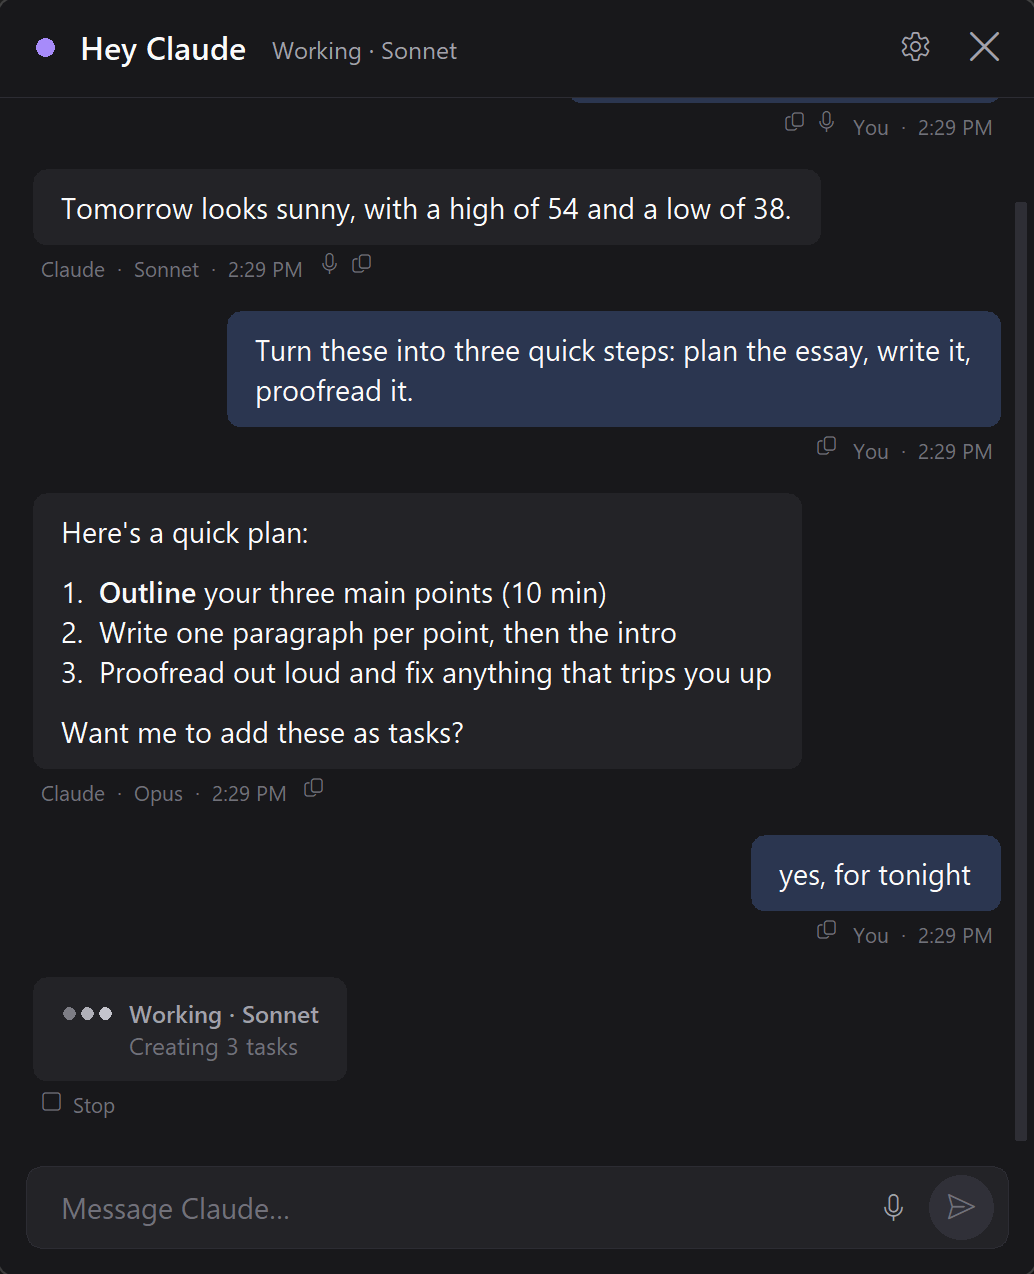 Hey Claude Working · Sonnet
You · 2:29 PM
Tomorrow looks sunny, with a high of 54 and a low of 38.
Claude · Sonnet · 2:29 PM
Turn these into three quick steps: plan the essay, write it,
proofread it.
You · 2:29 PM
Here's a quick plan:
1. Outline your three main points (10 min)
2. Write one paragraph per point, then the intro
3. Proofread out loud and fix anything that trips you up
Want me to add these as tasks?
Claude · Opus · 2:29 PM
yes, for tonight
You · 2:29 PM
Working · Sonnet
Creating 3 tasks
Stop
Message Claude...